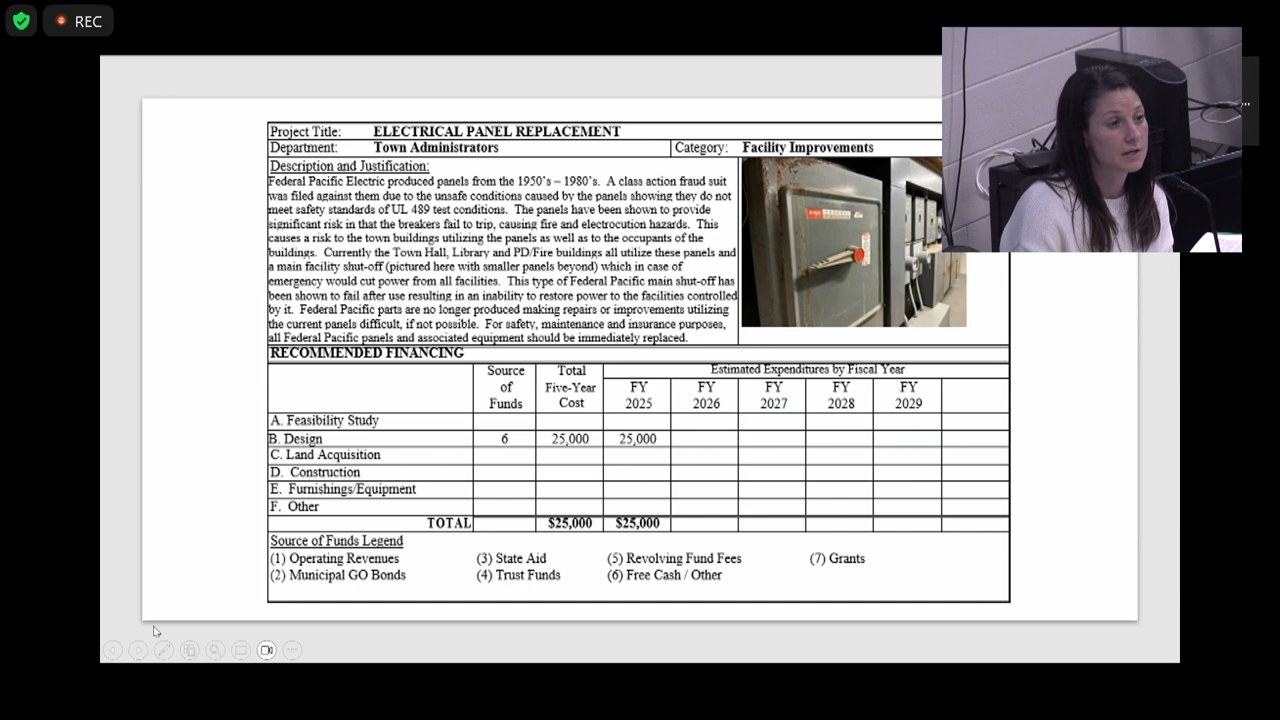 REC
Project Title: ELECTRICAL PANEL REPLACEMENT
Department: Town Administrators Category: Facility Improvements
Description and Justification:
Federal Pacific Electric produced panels from the 1950's – 1980's. A class action fraud suit
was filed against them due to the unsafe conditions caused by the panels showing they do not
meet safety standards of UL 489 test conditions. The panels have been shown to provide
significant risk in that the breakers fail to trip, causing fire and electrocution hazards. This
causes a risk to the town buildings utilizing the panels as well as to the occupants of the
buildings. Currently the Town Hall, Library and PD/Fire buildings all utilize these panels and
a main facility shut-off (pictured here with smaller panels beyond) which in case of
emergency would cut power from all facilities. This type of Federal Pacific main shut-off has
been shown to fail after use resulting in an inability to restore power to the facilities controlled
by it. Federal Pacific parts are no longer produced making repairs or improvements utilizing
the current panels difficult, if not possible. For safety, maintenance and insurance purposes,
all Federal Pacific panels and associated equipment should be immediately replaced.
RECOMMENDED FINANCING
Source of Funds Total Five-Year Cost Estimated Expenditures by Fiscal Year
FY 2025 FY 2026 FY 2027 FY 2028 FY 2029
A. Feasibility Study
B. Design 6 25,000 25,000
C. Land Acquisition
D. Construction
E. Furnishings/Equipment
F. Other
TOTAL $25,000 $25,000
Source of Funds Legend
(1) Operating Revenues (3) State Aid (5) Revolving Fund Fees (7) Grants
(2) Municipal GO Bonds (4) Trust Funds (6) Free Cash / Other